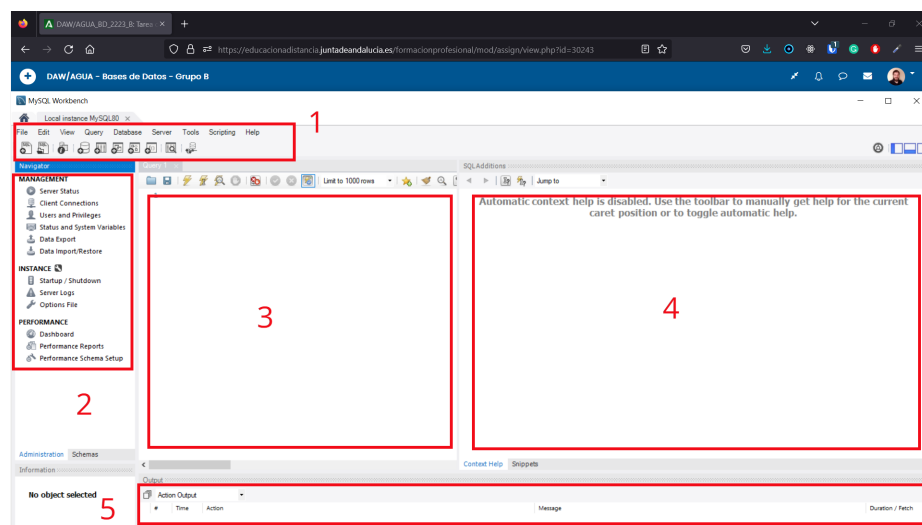 DAW/AGUA_BD_2223_B: Tarea
https://educacionadistancia.juntadeandalucia.es/formacionprofesional/mod/assign/view.php?id=30243
DAW/AGUA - Bases de Datos - Grupo B
MySQL Workbench
Local instance MySQL80
File Edit View Query Database Server Tools Scripting Help
1
Navigator
Query 1
SQLAdditions
MANAGEMENT
Server Status
Client Connections
Users and Privileges
Status and System Variables
Data Export
Data Import/Restore
INSTANCE
Startup / Shutdown
Server Logs
Options File
PERFORMANCE
Dashboard
Performance Reports
Performance Schema Setup
2
Administration Schemas
Information
No object selected
Limit to 1000 rows
3
Jump to
Automatic context help is disabled. Use the toolbar to manually get help for the current
caret position or to toggle automatic help.
4
Context Help Snippets
Output
5
Action Output
# Time Action Message Duration / Fetch